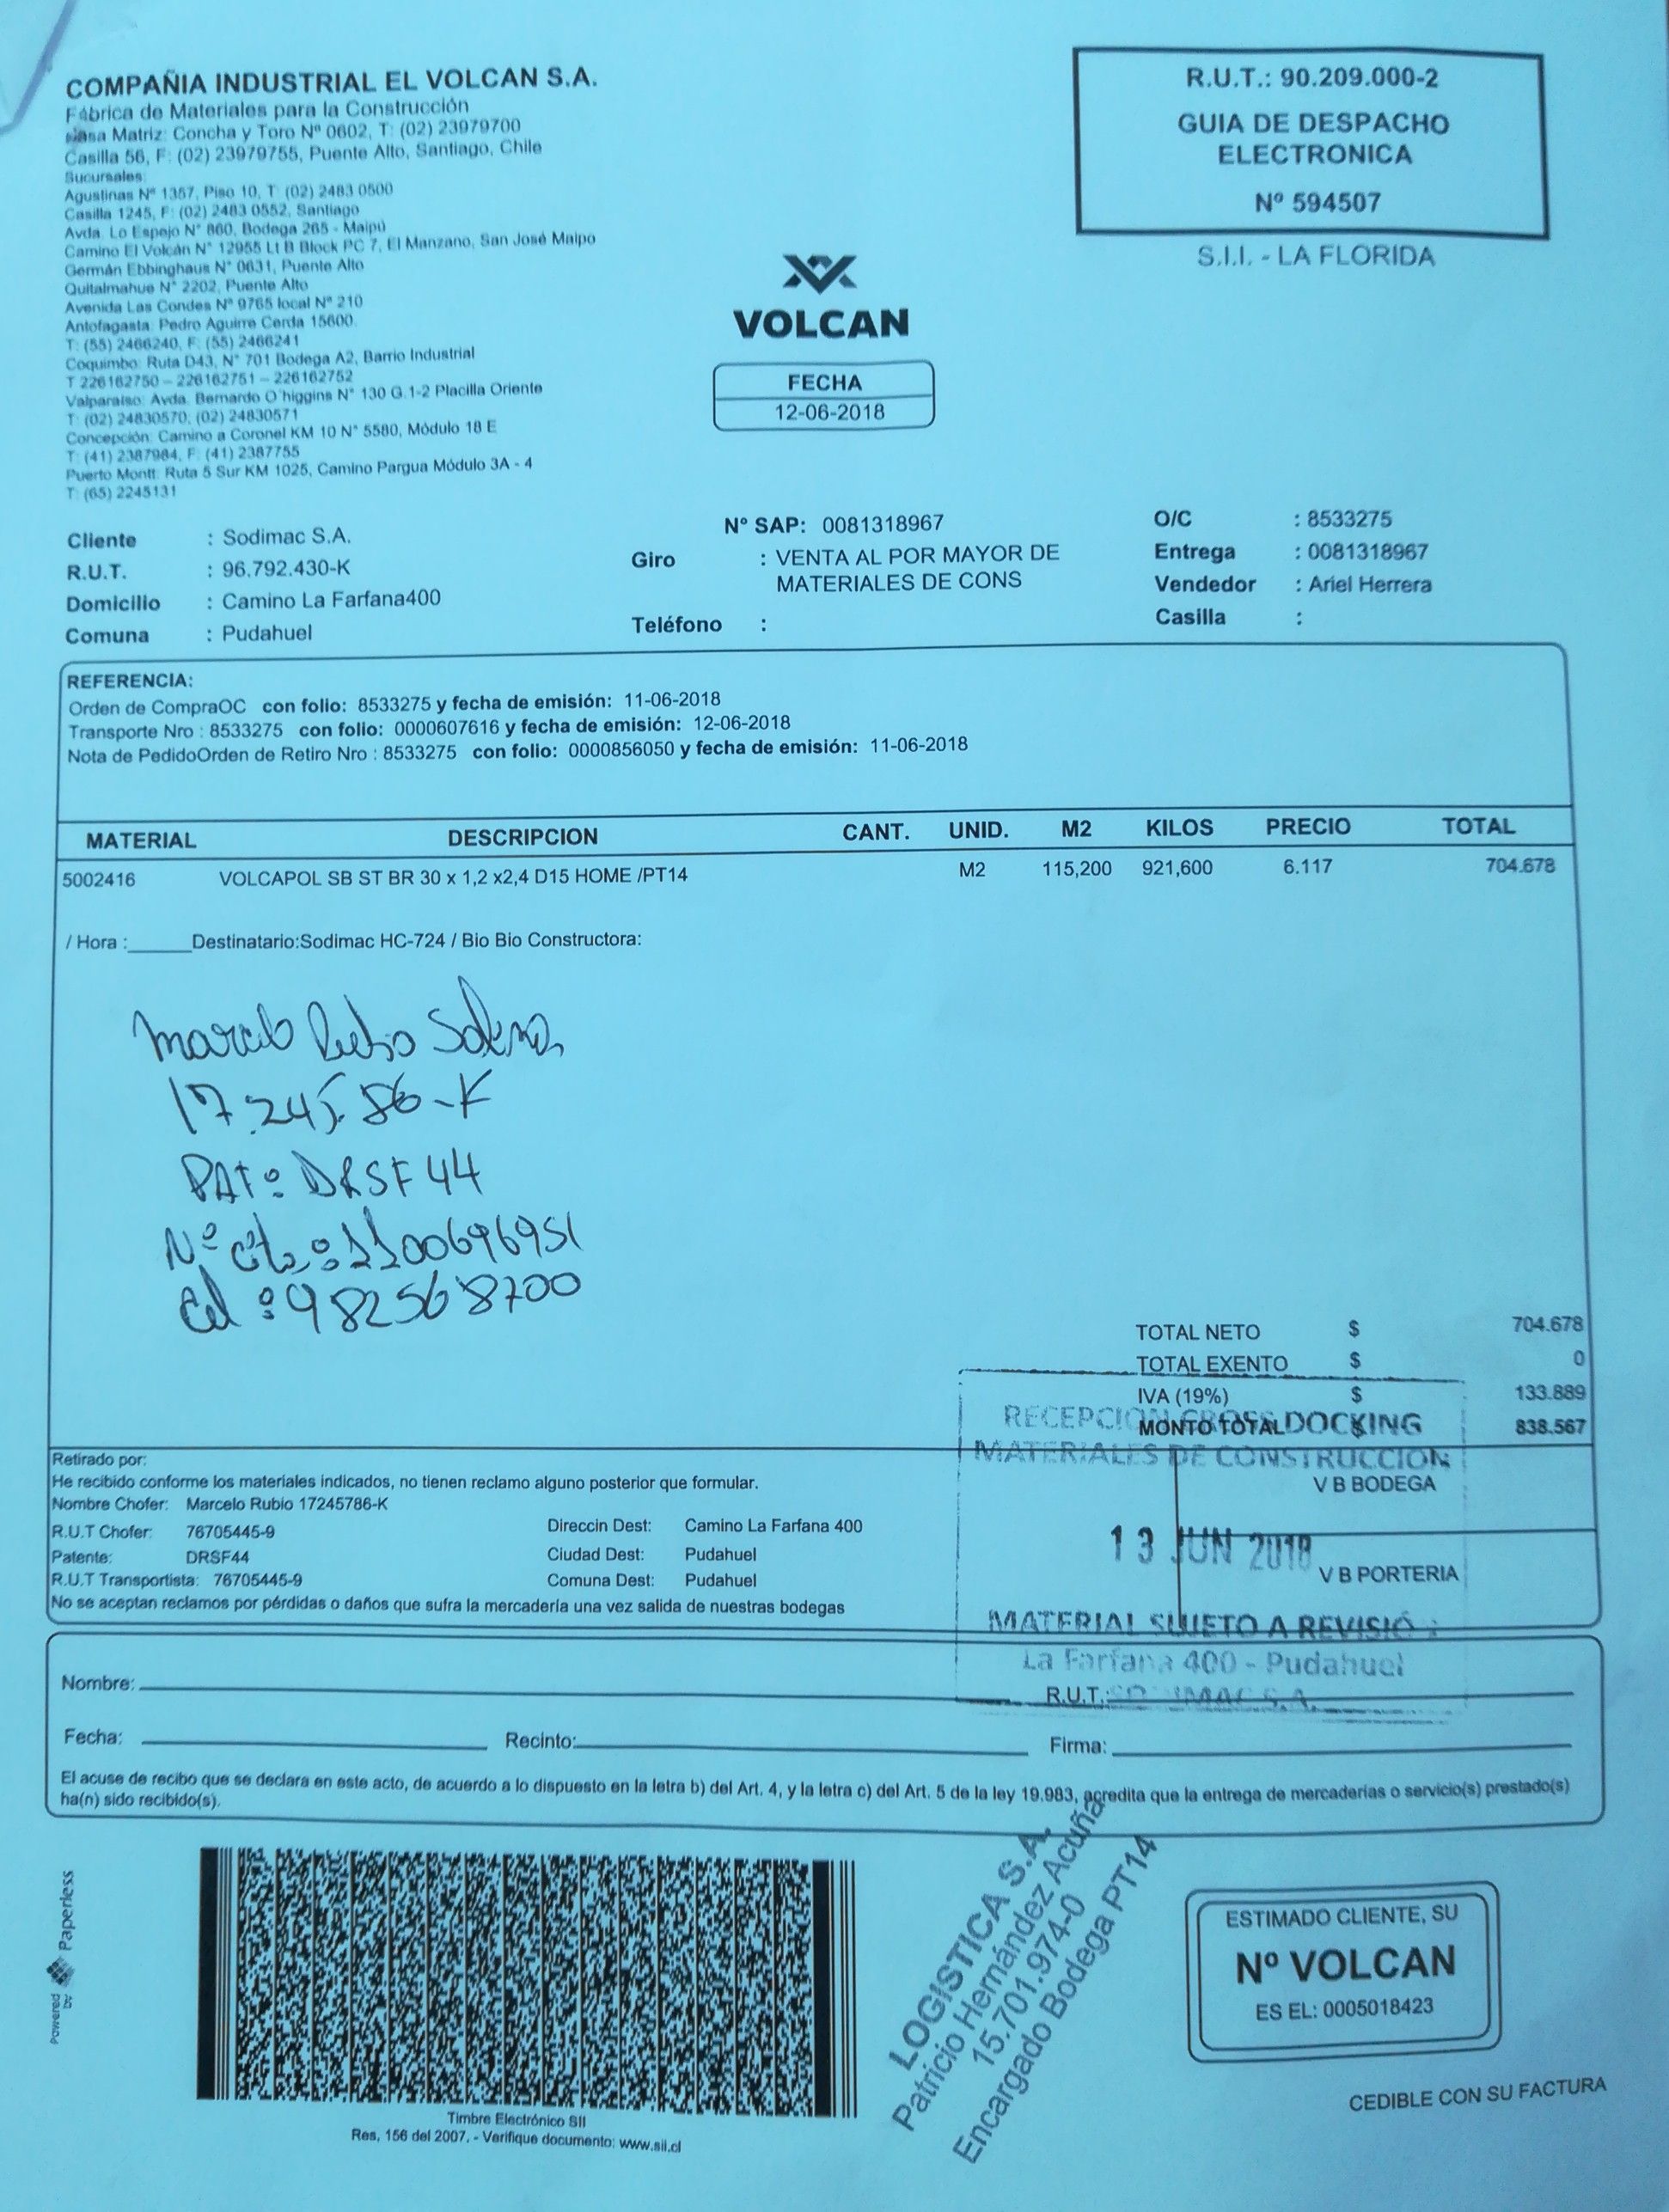 COMPAÑIA INDUSTRIAL EL VOLCAN S.A.
Fábrica de Materiales para la Construcción
Casa Matriz: Concha y Toro Nº 0602, T: (02) 23979700
Casilla 56, F: (02) 23979755, Puente Alto, Santiago, Chile
Sucursales:
Agustinas Nº 1357, Piso 10, T: (02) 2483 0500
Casilla 1245, F: (02) 2483 0552, Santiago
Avda. Lo Espejo N° 860, Bodega 265 - Maipú
Camino El Volcán N° 12955 Lt B Block PC 7, El Manzano, San José Maipo
Germán Ebbinghaus N° 0631, Puente Alto
Quitalmahue N° 2202, Puente Alto
Avenida Las Condes Nº 9765 local Nº 210
Antofagasta: Pedro Aguirre Cerda 15600.
T: (55) 2466240, F: (55) 2466241
Coquimbo: Ruta D43, N° 701 Bodega A2, Barrio Industrial
T 226162750 – 226162751 – 226162752
Valparaíso: Avda. Bernardo O'higgins N° 130 G.1-2 Placilla Oriente
T: (02) 24830570; (02) 24830571
Concepción: Camino a Coronel KM 10 N° 5580, Módulo 18 E
T: (41) 2387984, F: (41) 2387755
Puerto Montt: Ruta 5 Sur KM 1025, Camino Pargua Módulo 3A - 4
T: (65) 2245131
R.U.T.: 90.209.000-2
GUIA DE DESPACHO
ELECTRONICA
Nº 594507
S.I.I. - LA FLORIDA
VOLCAN
FECHA
12-06-2018
Cliente : Sodimac S.A.
R.U.T. : 96.792.430-K
Domicilio : Camino La Farfana400
Comuna : Pudahuel
Nº SAP: 0081318967
Giro : VENTA AL POR MAYOR DE
MATERIALES DE CONS
Teléfono :
O/C : 8533275
Entrega : 0081318967
Vendedor : Ariel Herrera
Casilla :
REFERENCIA:
Orden de CompraOC con folio: 8533275 y fecha de emisión: 11-06-2018
Transporte Nro : 8533275 con folio: 0000607616 y fecha de emisión: 12-06-2018
Nota de PedidoOrden de Retiro Nro : 8533275 con folio: 0000856050 y fecha de emisión: 11-06-2018
MATERIAL DESCRIPCION CANT. UNID. M2 KILOS PRECIO TOTAL
5002416 VOLCAPOL SB ST BR 30 x 1,2 x2,4 D15 HOME /PT14 M2 115,200 921,600 6.117 704.678
/ Hora :______Destinatario:Sodimac HC-724 / Bio Bio Constructora:
Marcelo Rubio
17.245.86-K
PAT: DRSF44
Nº : 1100696951
Cel : 982568700
TOTAL NETO $ 704.678
TOTAL EXENTO $ 0
IVA (19%) $ 133.889
MONTO TOTAL $ 838.567
RECEPCION CROSS DOCKING
MATERIALES DE CONSTRUCCION
13 JUN 2018
MATERIAL SUJETO A REVISIÓ
La Farfana 400 - Pudahuel
SODIMAC S.A.
V B BODEGA
V B PORTERIA
Retirado por:
He recibido conforme los materiales indicados, no tienen reclamo alguno posterior que formular.
Nombre Chofer: Marcelo Rubio 17245786-K
R.U.T Chofer: 76705445-9 Direccin Dest: Camino La Farfana 400
Patente: DRSF44 Ciudad Dest: Pudahuel
R.U.T Transportista: 76705445-9 Comuna Dest: Pudahuel
No se aceptan reclamos por pérdidas o daños que sufra la mercadería una vez salida de nuestras bodegas
Nombre: R.U.T.:
Fecha: Recinto: Firma:
El acuse de recibo que se declara en este acto, de acuerdo a lo dispuesto en la letra b) del Art. 4, y la letra c) del Art. 5 de la ley 19.983, acredita que la entrega de mercaderías o servicio(s) prestado(s)
ha(n) sido recibido(s).
Powered by Paperless
Timbre Electrónico SII
Res. 156 del 2007. - Verifique documento: www.sii.cl
LOGISTICA S.A.
Patricio Hernández Acuña
15.701.974-0
Encargado Bodega PT14
ESTIMADO CLIENTE, SU
Nº VOLCAN
ES EL: 0005018423
CEDIBLE CON SU FACTURA